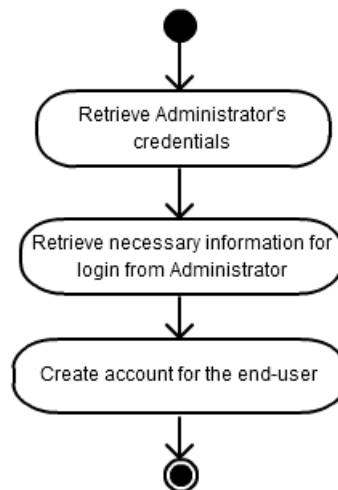 Retrieve Administrator's
credentials
Retrieve necessary information for
login from Administrator
Create account for the end-user